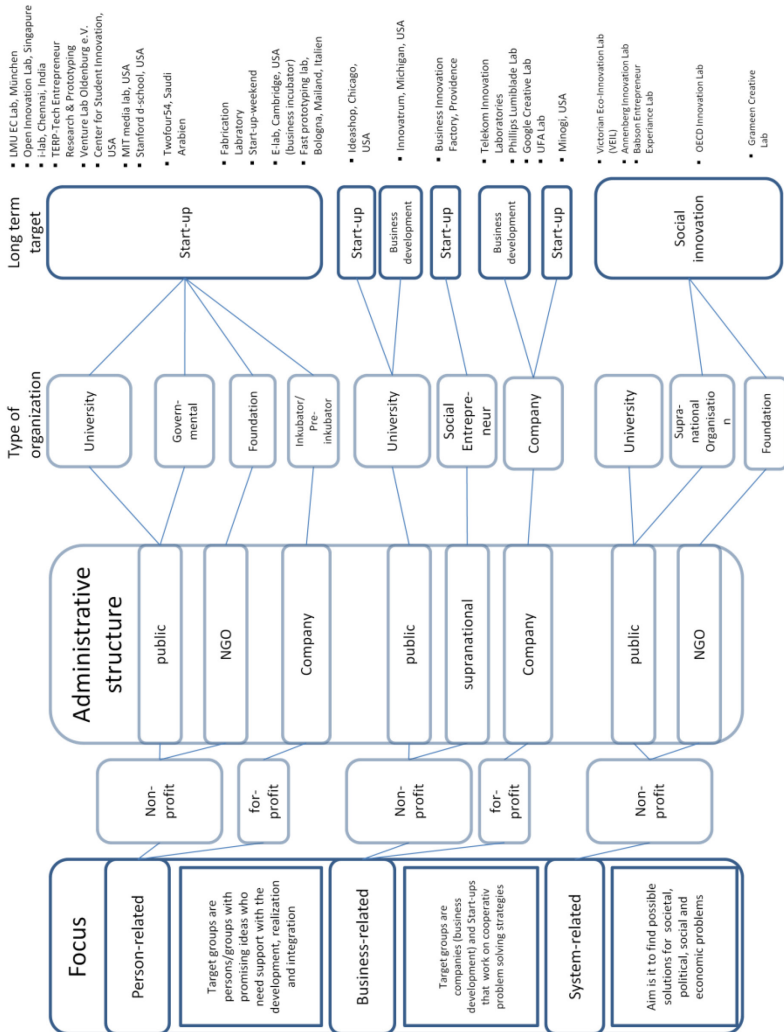 Focus
Person-related
Target groups are
persons/groups with
promising ideas who
need support with the
development, realization
and integration
Business-related
Target groups are
companies (business
development) and Start-ups
that  work on cooperativ
problem solving strategies
System-related
Aim is it to find possible
solutions for  societal,
political, social and
economic problems
Non-
profit
for-
profit
Non-
profit
for-
profit
Non-
profit
Administrative
structure
public
NGO
Company
public
supranational
Company
public
NGO
Type of
organization
University
Govern-
mental
Foundation
Inkubator/
Pre-
inkubator
University
Social
Entrepre-
neur
Company
University
Supra-
national
Organisatio
n
Foundation
Long term
target
Start-up
Start-up
Business
development
Start-up
Business
development
Start-up
Social
innovation
▪ LMU EC Lab, München
▪ Open Innovation Lab, Singapure
▪ i-lab, Chennai, India
▪ TERP-Tech Entrepreneur
Research & Prototyping
▪ Venture Lab Oldenburg e.V.
▪ Center for Student Innovation,
USA
▪ MIT media lab, USA
▪ Stanford d-school, USA
▪ Twofour54, Saudi
Arabien
▪ Fabrication
Labratory
▪ Start-up-weekend
▪ E-lab, Cambridge, USA
(business incubator)
▪ Fast prototyping lab,
Bologna, Mailand, Italien
▪ Ideashop, Chicago,
USA
▪ Innovatrum, Michigan, USA
▪ Business Innovation
Factory, Providence
▪ Telekom Innovation
Laboratories
▪ Phillips Lumiblade Lab
▪ Google Creative Lab
▪ UFA Lab
▪ Minogi, USA
▪ Victorian Eco-Innovation Lab
(VEIL)
▪ Annenberg Innovation Lab
▪ Babson Entrepreneur
Experiance Lab
▪ OECD Innovation Lab
▪ Grameen Creative
Lab